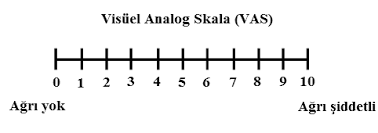 Visüel Analog Skala (VAS)
0 1 2 3 4 5 6 7 8 9 10
Ağrı yok Ağrı şiddetli